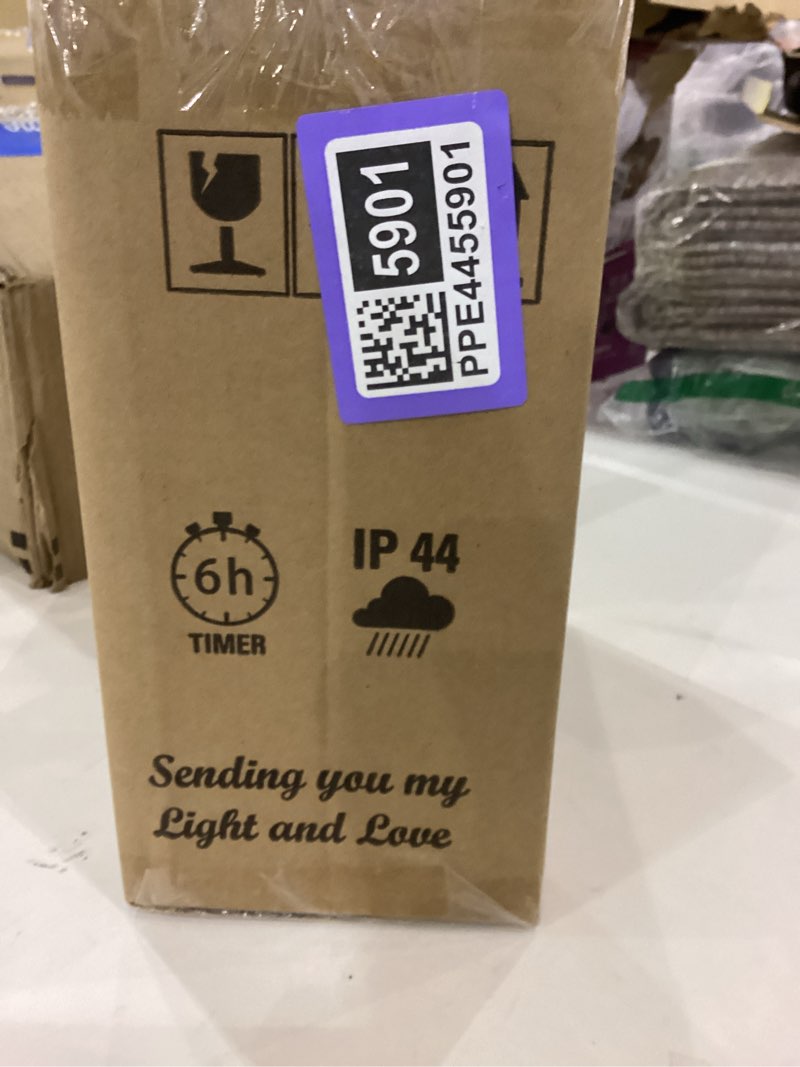 5901
PPE4455901
6h
TIMER
IP 44
Sending you my
Light and Love